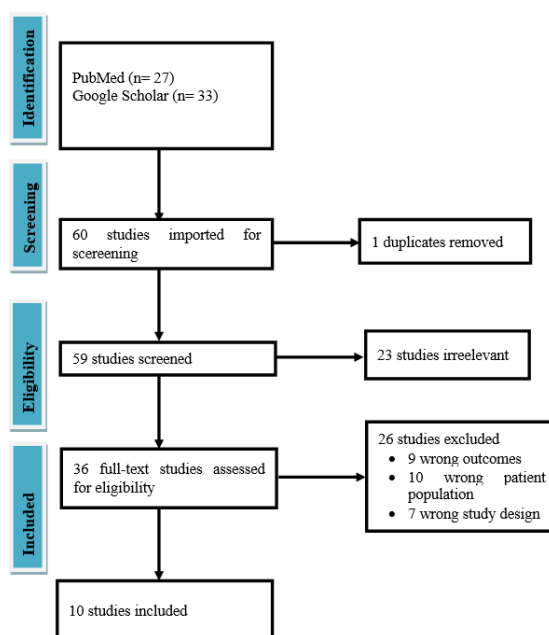 Identification
PubMed (n= 27)
Google Scholar (n= 33)
Screening
60 studies imported for
scereening
1 duplicates removed
Eligibility
59 studies screened
23 studies irrelevant
Included
36 full-text studies assessed
for eligibility
26 studies excluded
• 9 wrong outcomes
• 10 wrong patient
population
• 7 wrong study design
10 studies included